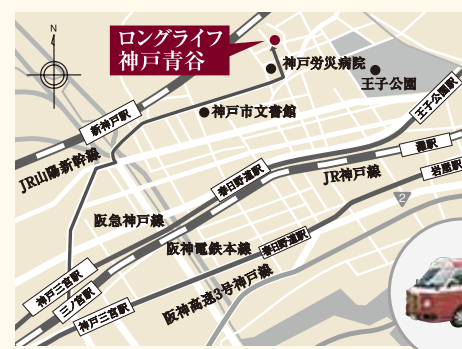 N
ロングライフ
神戸青谷
神戸労災病院
王子公園
神戸市文書館
王子公園駅
新神戸駅
JR山陽新幹線
春日野道駅
JR神戸線
灘駅
岩屋駅
2
阪急神戸線
阪神電鉄本線
春日野道駅
神戸三宮駅
三ノ宮駅
神戸三宮駅
阪神高速3号神戸線